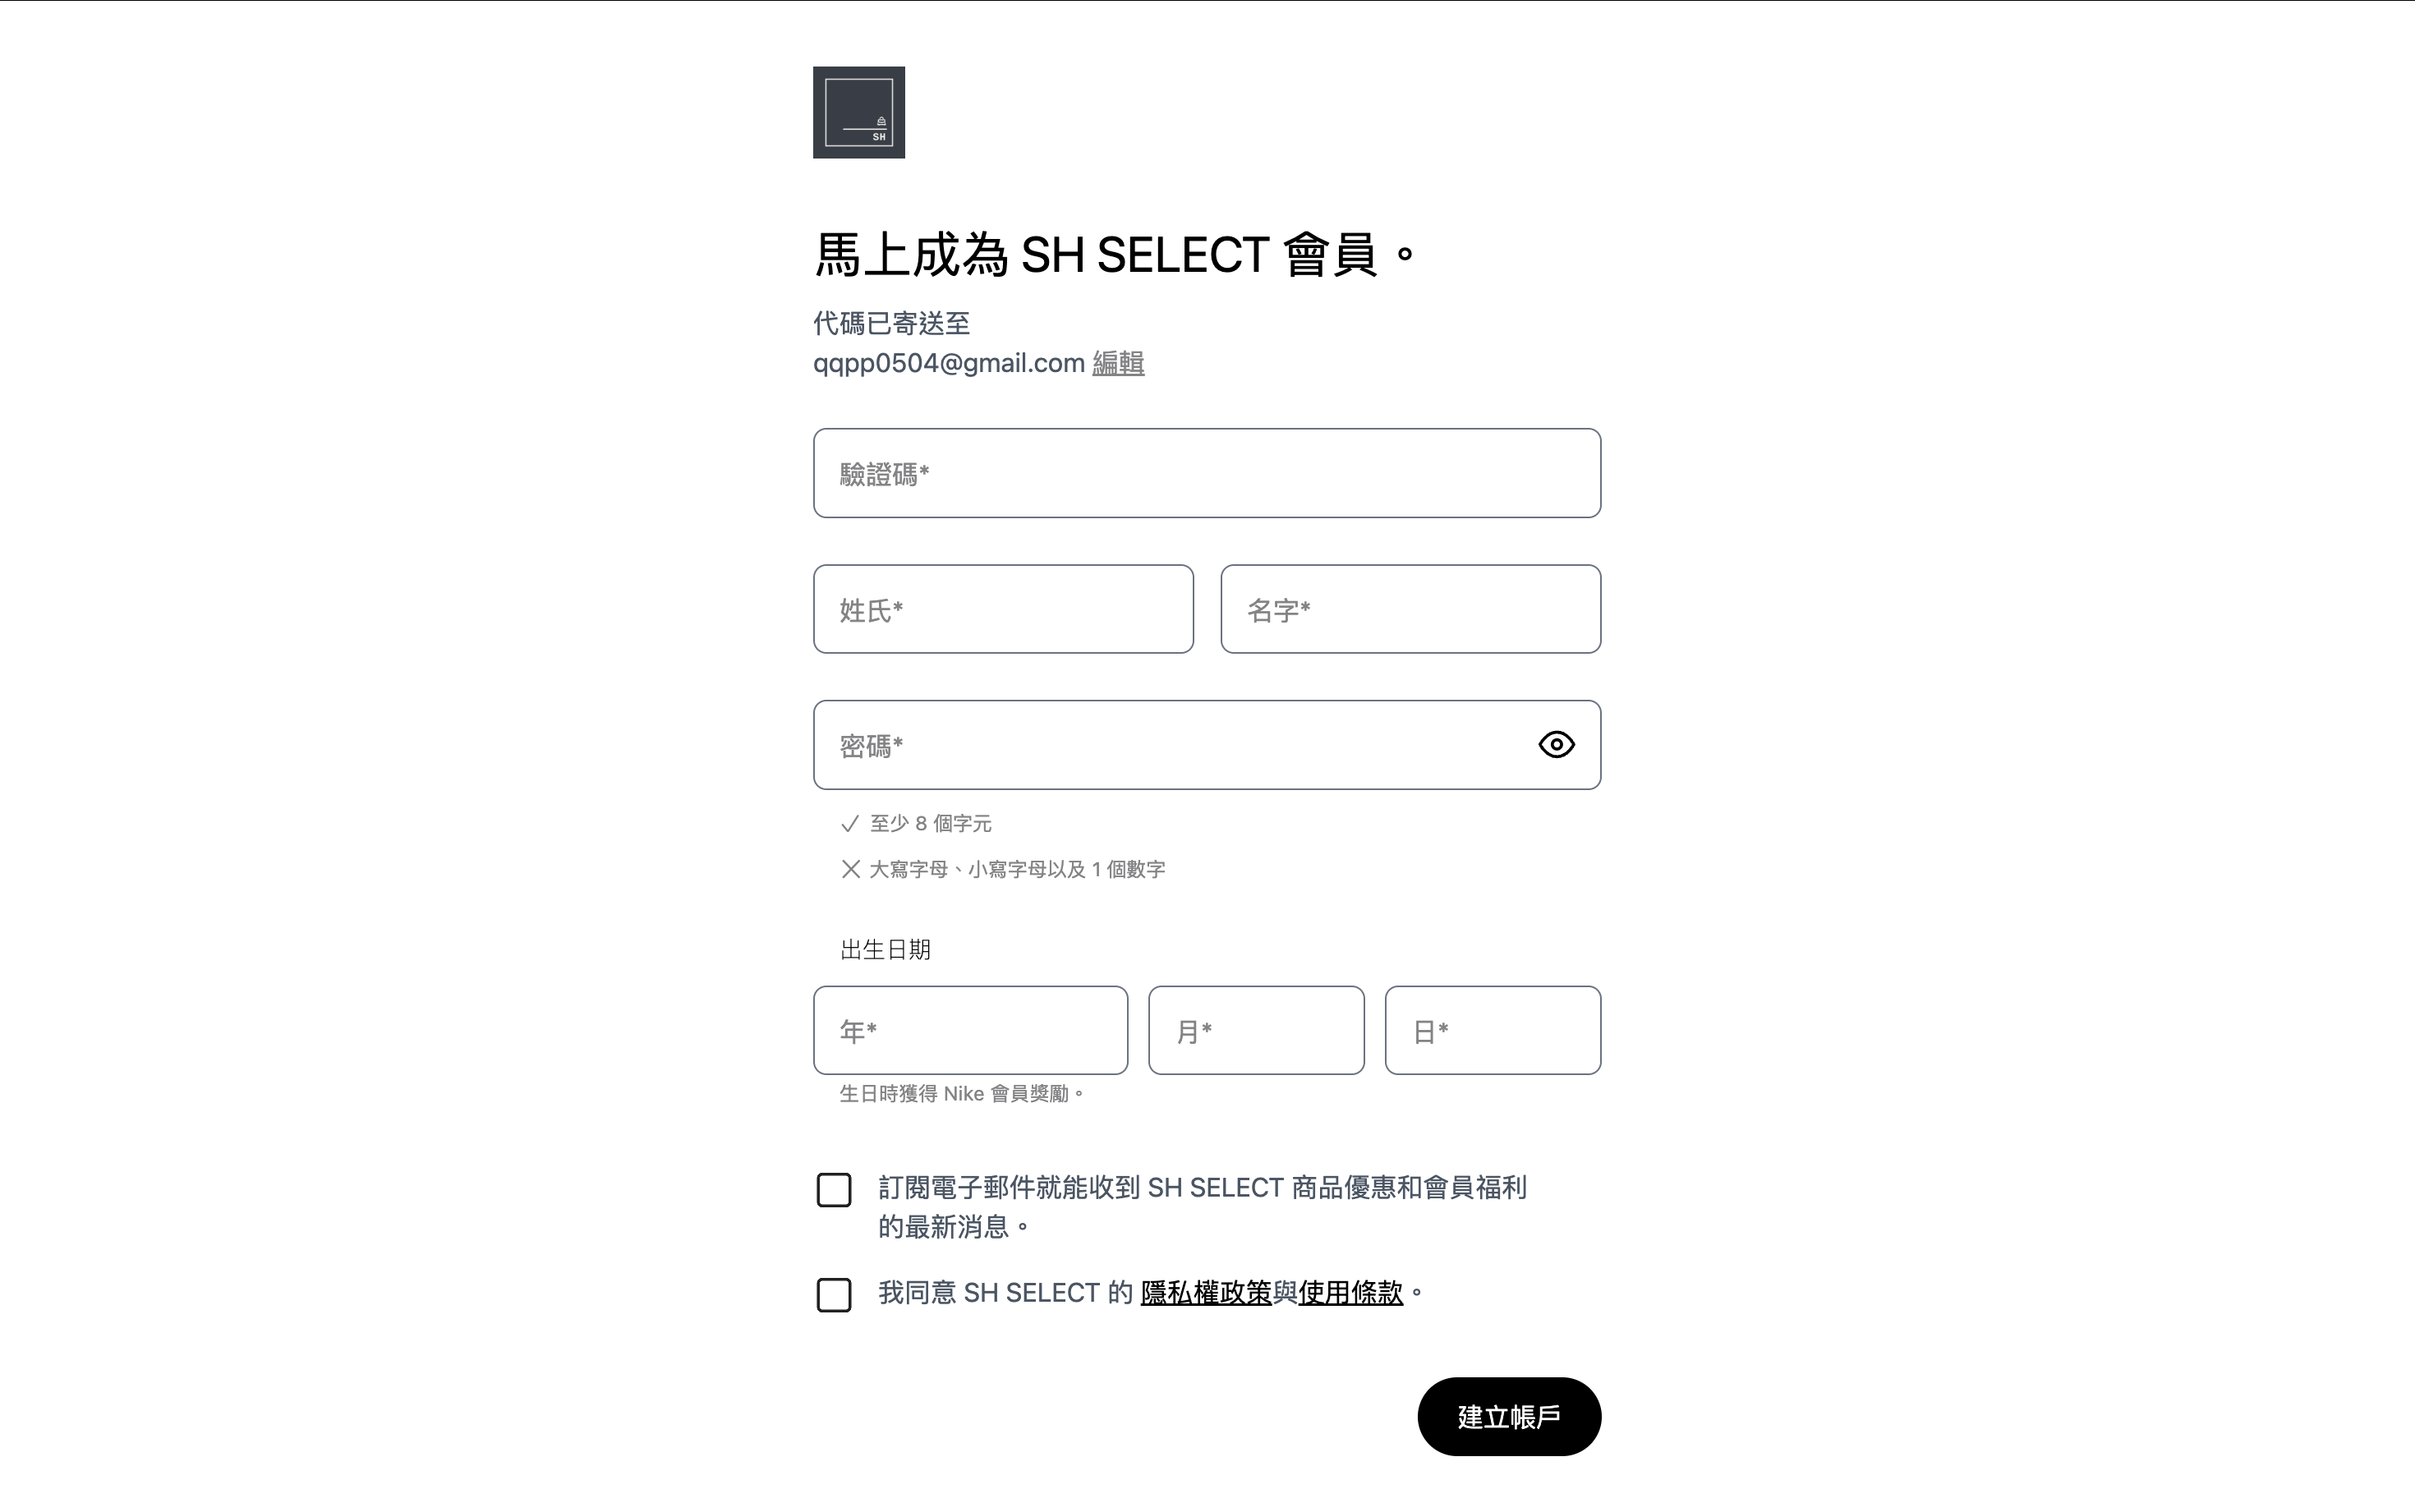 舍
SH
馬上成為 SH SELECT 會員。
代碼已寄送至
qqpp0504@gmail.com 編輯
驗證碼*
姓氏*
名字*
密碼*
至少 8 個字元
大寫字母、小寫字母以及 1 個數字
出生日期
年*
月*
日*
生日時獲得 Nike 會員獎勵。
訂閱電子郵件就能收到 SH SELECT 商品優惠和會員福利
的最新消息。
我同意 SH SELECT 的 隱私權政策與使用條款。
建立帳戶